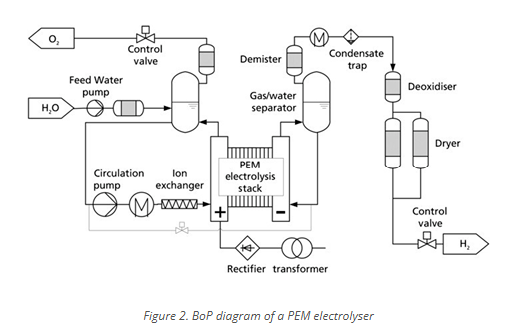 O₂
Control
valve
Demister
Condensate
trap
Feed Water
pump
Gas/water
separator
Deoxidiser
H₂O
Dryer
PEM
electrolysis
stack
Circulation
pump
Ion
exchanger
M
M
+
−
Control
valve
H₂
Rectifier transformer
Figure 2. BoP diagram of a PEM electrolyser